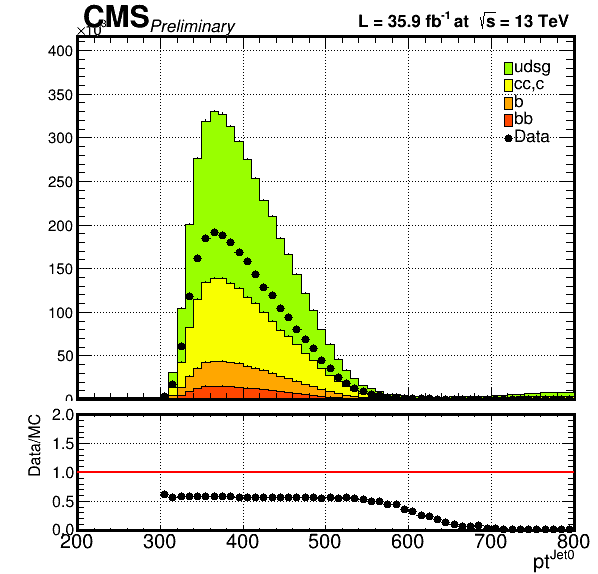 CMS Preliminary L = 35.9 fb⁻¹ at √s = 13 TeV
×10³
400
350
300
250
200
150
100
50
0
udsg
cc,c
b
bb
Data
Data/MC
2.0
1.5
1.0
0.5
0.0
200 300 400 500 600 700 800
pt^Jet0